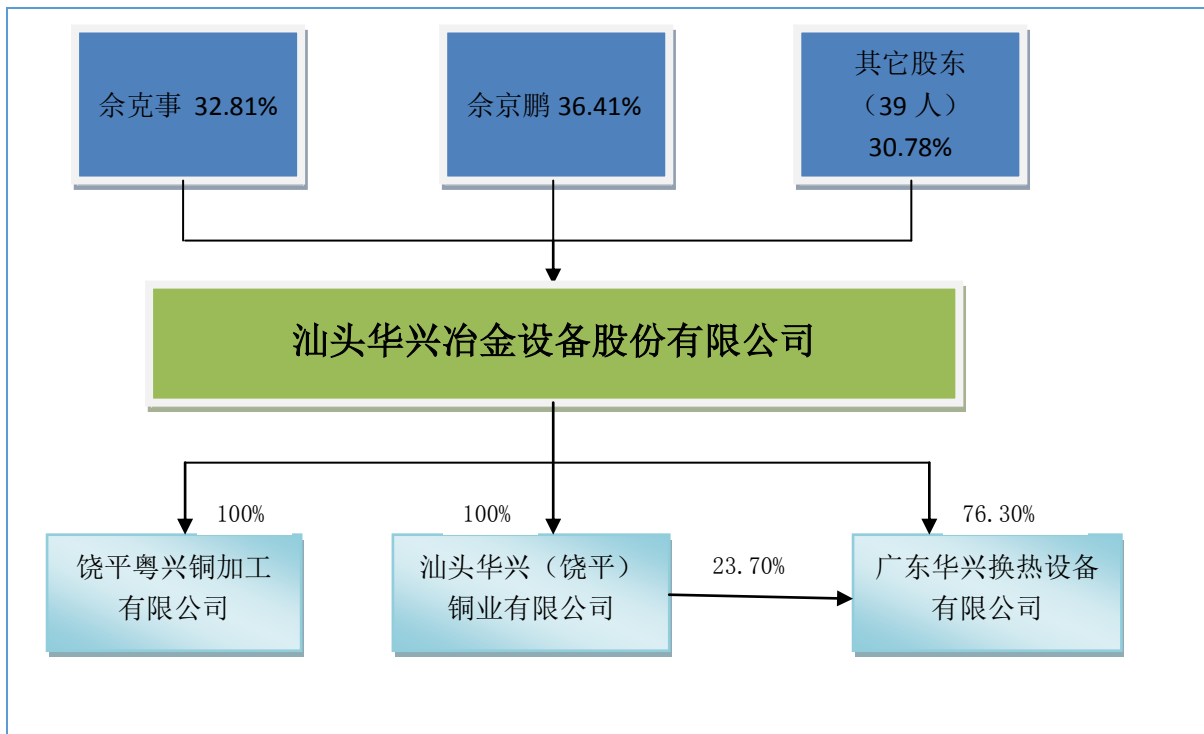 佘克事 32.81%
佘京鹏 36.41%
其它股东
（39 人）
30.78%
汕头华兴冶金设备股份有限公司
100%
100%
76.30%
饶平粤兴铜加工
有限公司
汕头华兴（饶平）
铜业有限公司
23.70%
广东华兴换热设备
有限公司